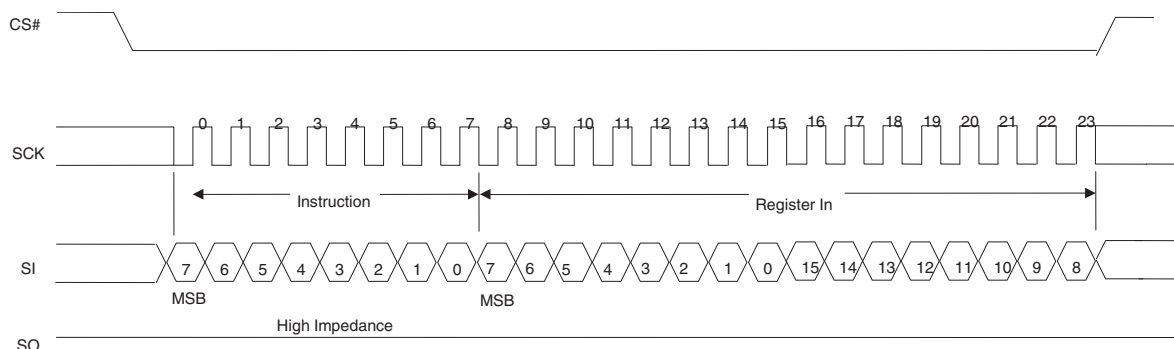 CS#
0 1 2 3 4 5 6 7 8 9 10 11 12 13 14 15 16 17 18 19 20 21 22 23
SCK
Instruction
Register In
SI
7 6 5 4 3 2 1 0 7 6 5 4 3 2 1 0 15 14 13 12 11 10 9 8
MSB MSB
High Impedance
SO